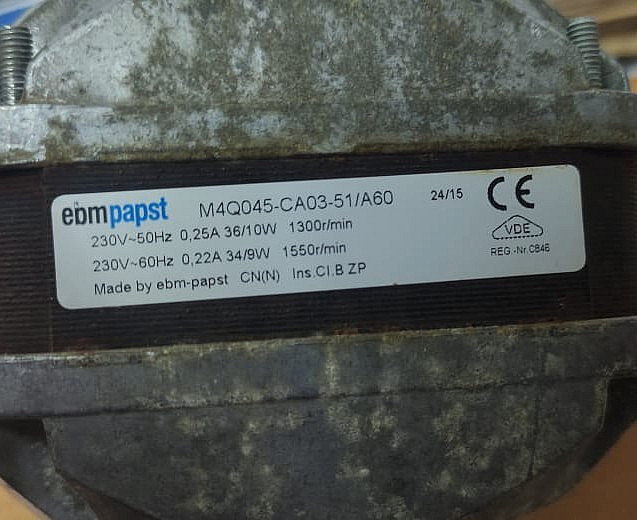 ebmpapst M4Q045-CA03-51/A60 24/15 CE
230V~50Hz 0,25A 36/10W 1300r/min
230V~60Hz 0,22A 34/9W 1550r/min
Made by ebm-papst CN(N) Ins.Cl.B ZP
VDE
REG.-Nr.C846